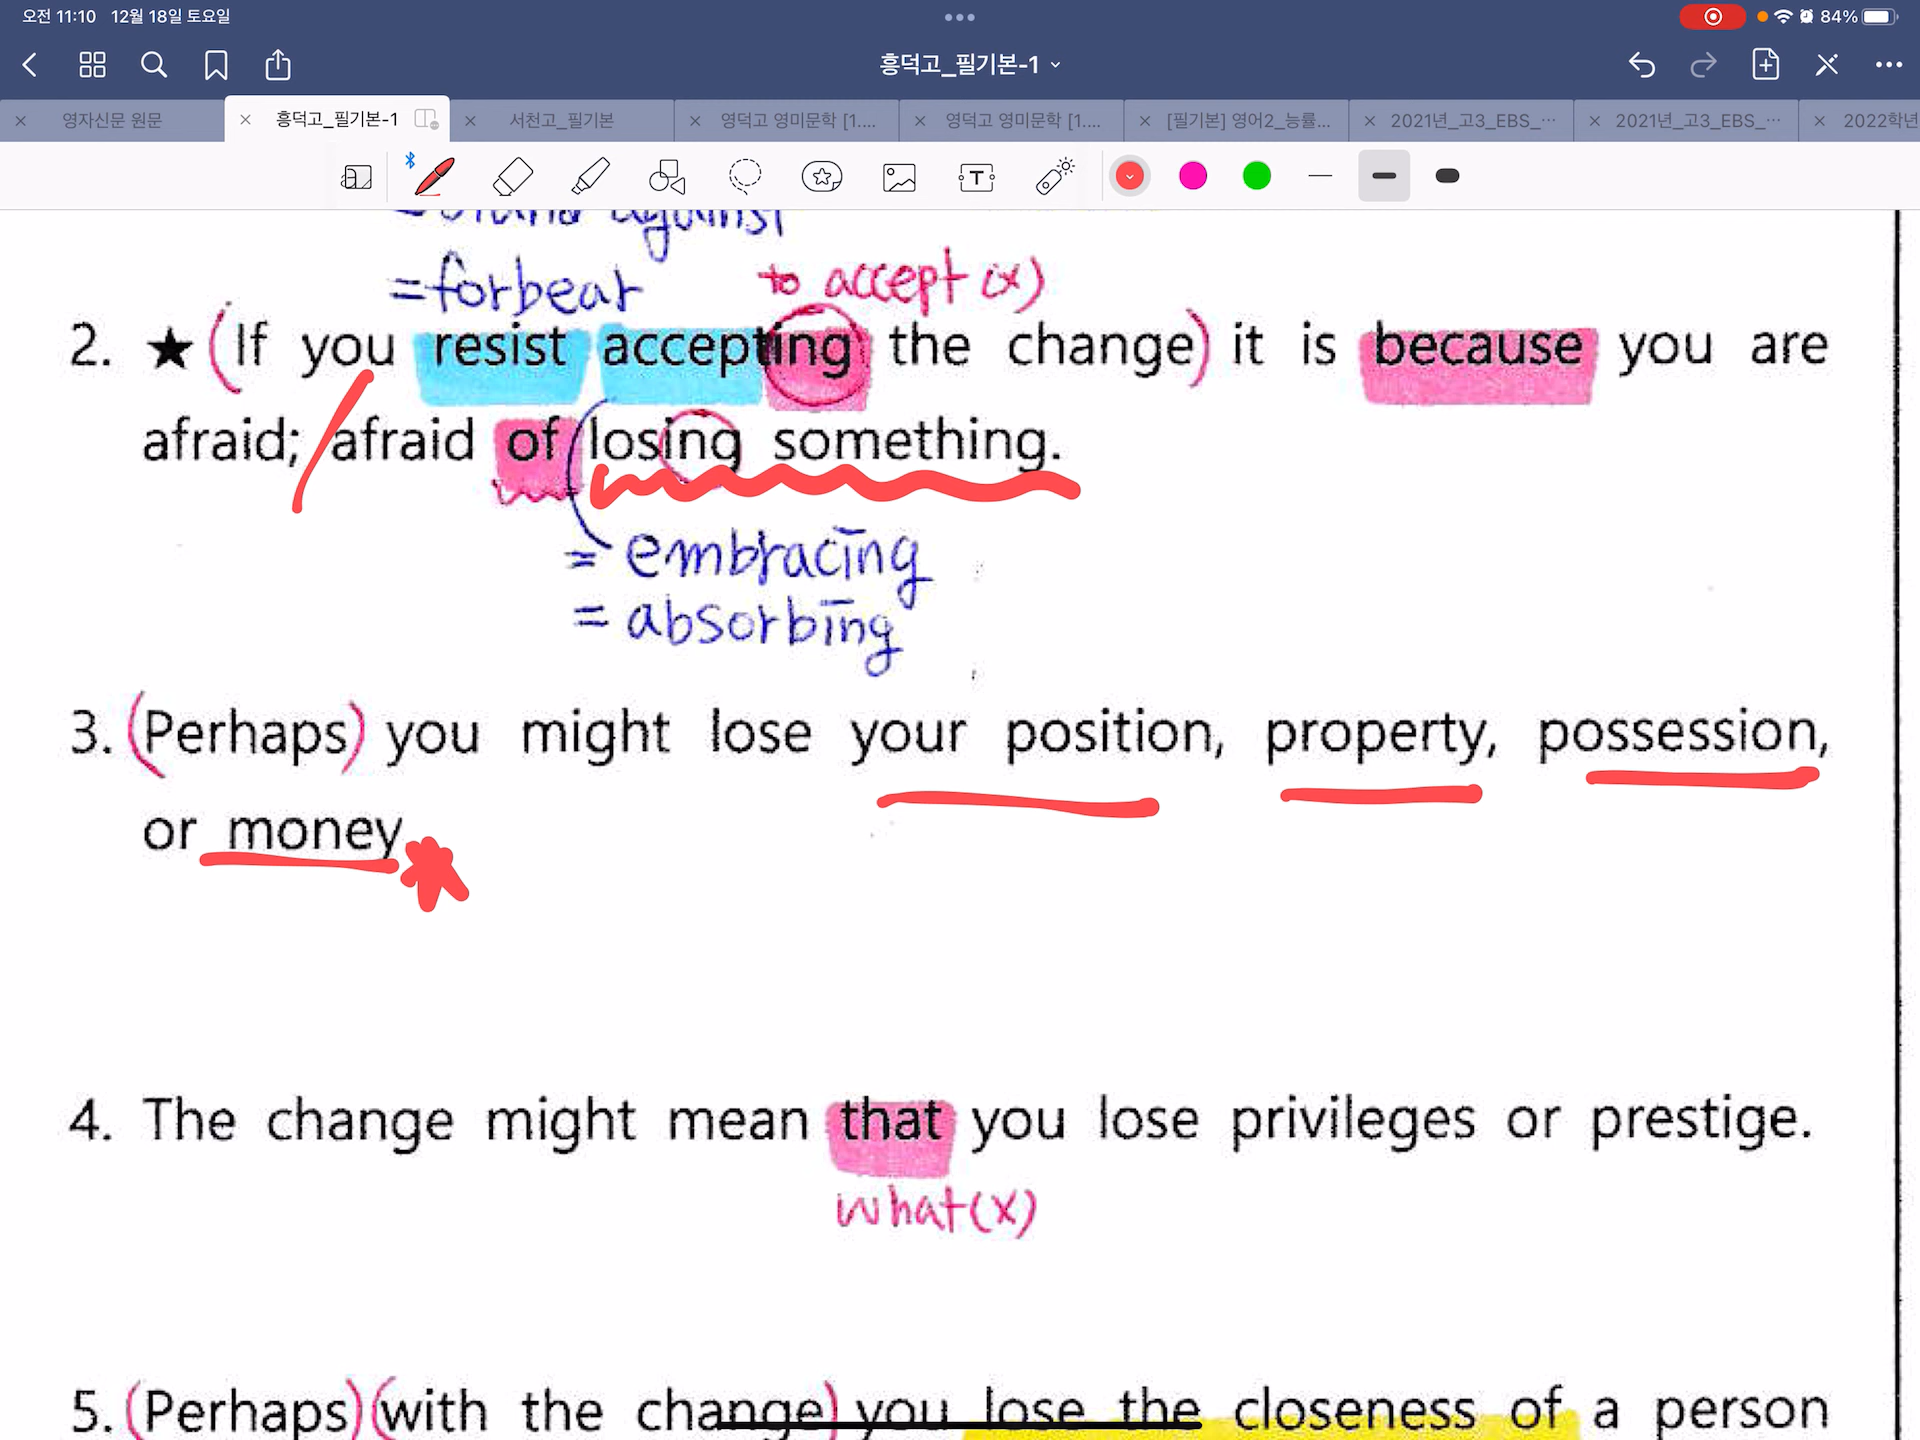 오전 11:10 12월 18일 토요일 84%
흥덕고_필기본-1
영자신문 원문 흥덕고_필기본-1 서천고_필기본 영덕고 영미문학 [1.... 영덕고 영미문학 [1.... [필기본] 영어2_능률... 2021년_고3_EBS_... 2021년_고3_EBS_... 2022학년
against
=forbear to accept (x)
2. ★ (If you resist accepting the change) it is because you are
afraid; / afraid of losing something.
= embracing
= absorbing
3. (Perhaps) you might lose your position, property, possession,
or money
4. The change might mean that you lose privileges or prestige.
what(x)
5. (Perhaps) (with the change) you lose the closeness of a person